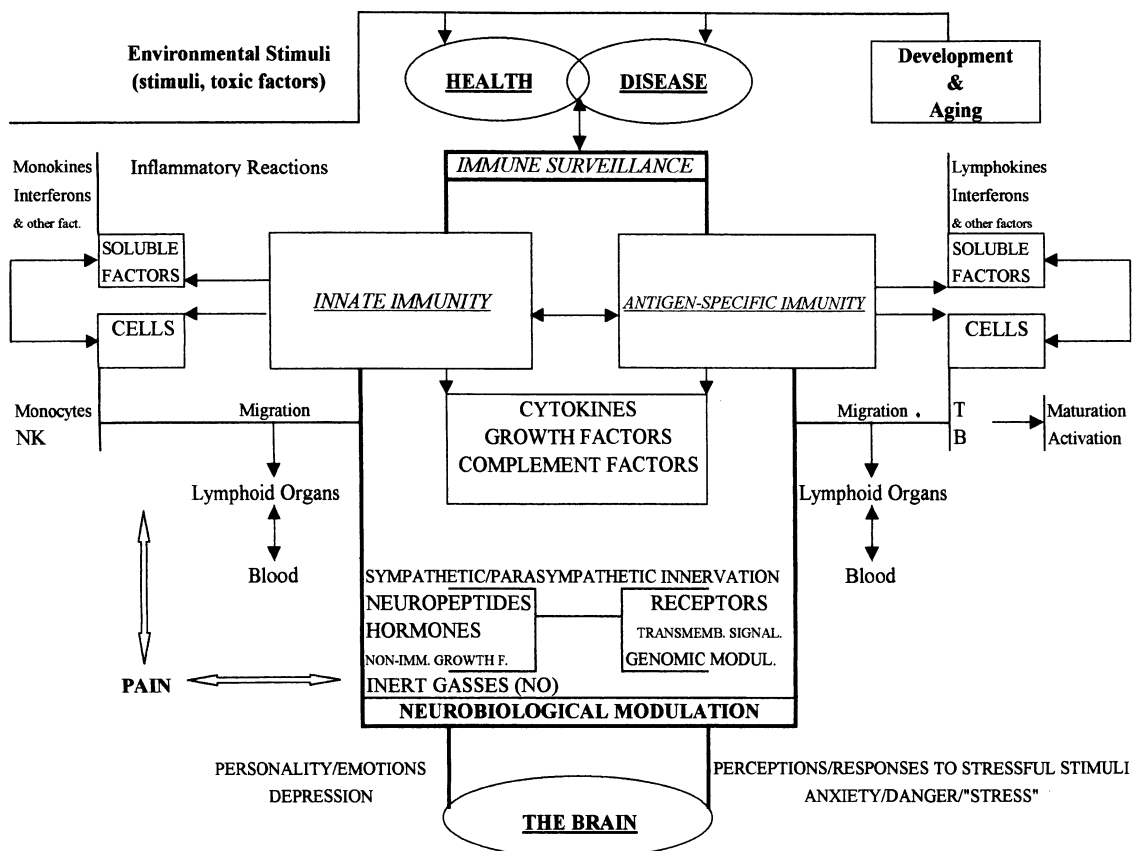 Environmental Stimuli
(stimuli, toxic factors)
HEALTH
DISEASE
Development
&
Aging
IMMUNE SURVEILLANCE
Monokines
Interferons
& other fact.
Inflammatory Reactions
Lymphokines
Interferons
& other factors
SOLUBLE
FACTORS
CELLS
INNATE IMMUNITY
ANTIGEN-SPECIFIC IMMUNITY
SOLUBLE
FACTORS
CELLS
Monocytes
NK
Migration
CYTOKINES
GROWTH FACTORS
COMPLEMENT FACTORS
Migration
T
B
Maturation
Activation
Lymphoid Organs
Blood
Lymphoid Organs
Blood
SYMPATHETIC/PARASYMPATHETIC INNERVATION
NEUROPEPTIDES
HORMONES
NON-IMM. GROWTH F.
RECEPTORS
TRANSMEMB. SIGNAL.
GENOMIC MODUL.
INERT GASSES (NO)
PAIN
NEUROBIOLOGICAL MODULATION
PERSONALITY/EMOTIONS
DEPRESSION
PERCEPTIONS/RESPONSES TO STRESSFUL STIMULI
ANXIETY/DANGER/"STRESS"
THE BRAIN